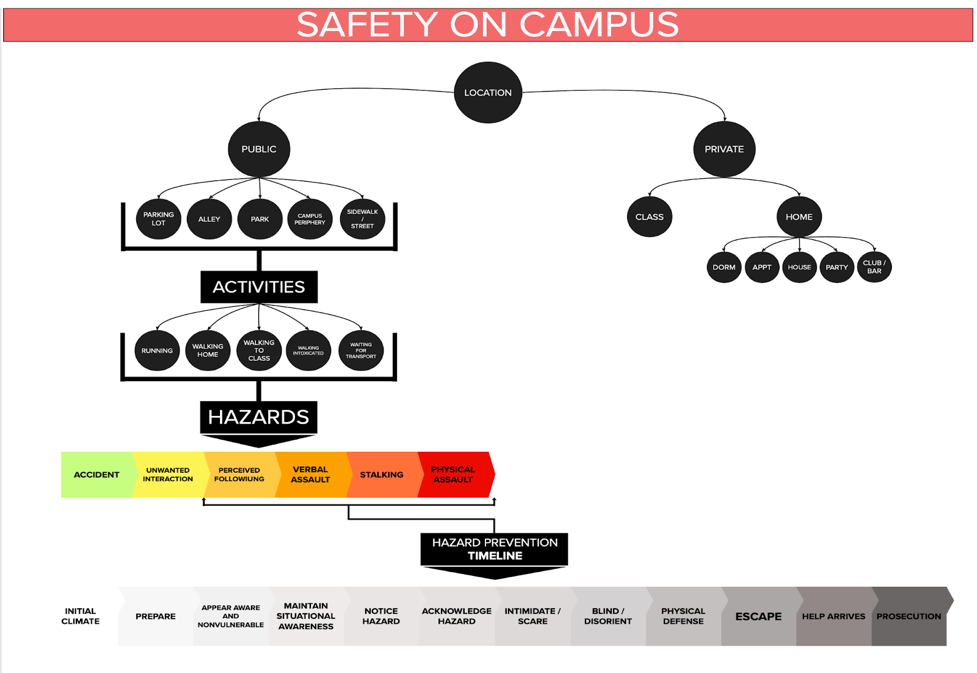 SAFETY ON CAMPUS
LOCATION
PUBLIC
PRIVATE
PARKING
LOT
ALLEY
PARK
CAMPUS
PERIPHERY
SIDEWALK
/
STREET
CLASS
HOME
DORM
APPT
HOUSE
PARTY
CLUB /
BAR
ACTIVITIES
RUNNING
WALKING
HOME
WALKING
TO
CLASS
WALKING
INTOXICATED
WAITING
FOR
TRANSPORT
HAZARDS
ACCIDENT
UNWANTED
INTERACTION
PERCEIVED
FOLLOWIUNG
VERBAL
ASSAULT
STALKING
PHYSICAL
ASSAULT
HAZARD PREVENTION
TIMELINE
INITIAL
CLIMATE
PREPARE
APPEAR AWARE
AND
NONVULNERABLE
MAINTAIN
SITUATIONAL
AWARENESS
NOTICE
HAZARD
ACKNOWLEDGE
HAZARD
INTIMIDATE /
SCARE
BLIND /
DISORIENT
PHYSICAL
DEFENSE
ESCAPE
HELP ARRIVES
PROSECUTION